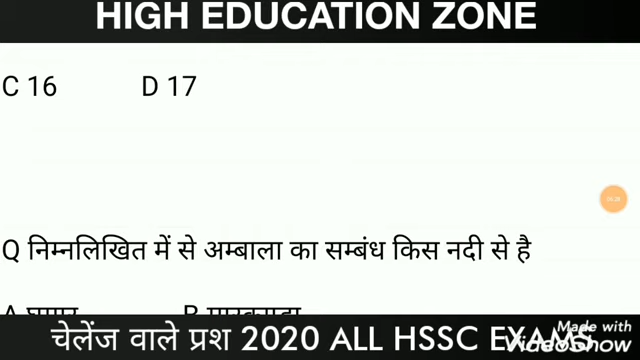 HIGH EDUCATION ZONE
C 16 D 17
Q निम्नलिखित में से अम्बाला का सम्बंध किस नदी से है
A B
चेलेंज वाले प्रश 2020 ALL HSSC EXAMS
Made with
VideoShow